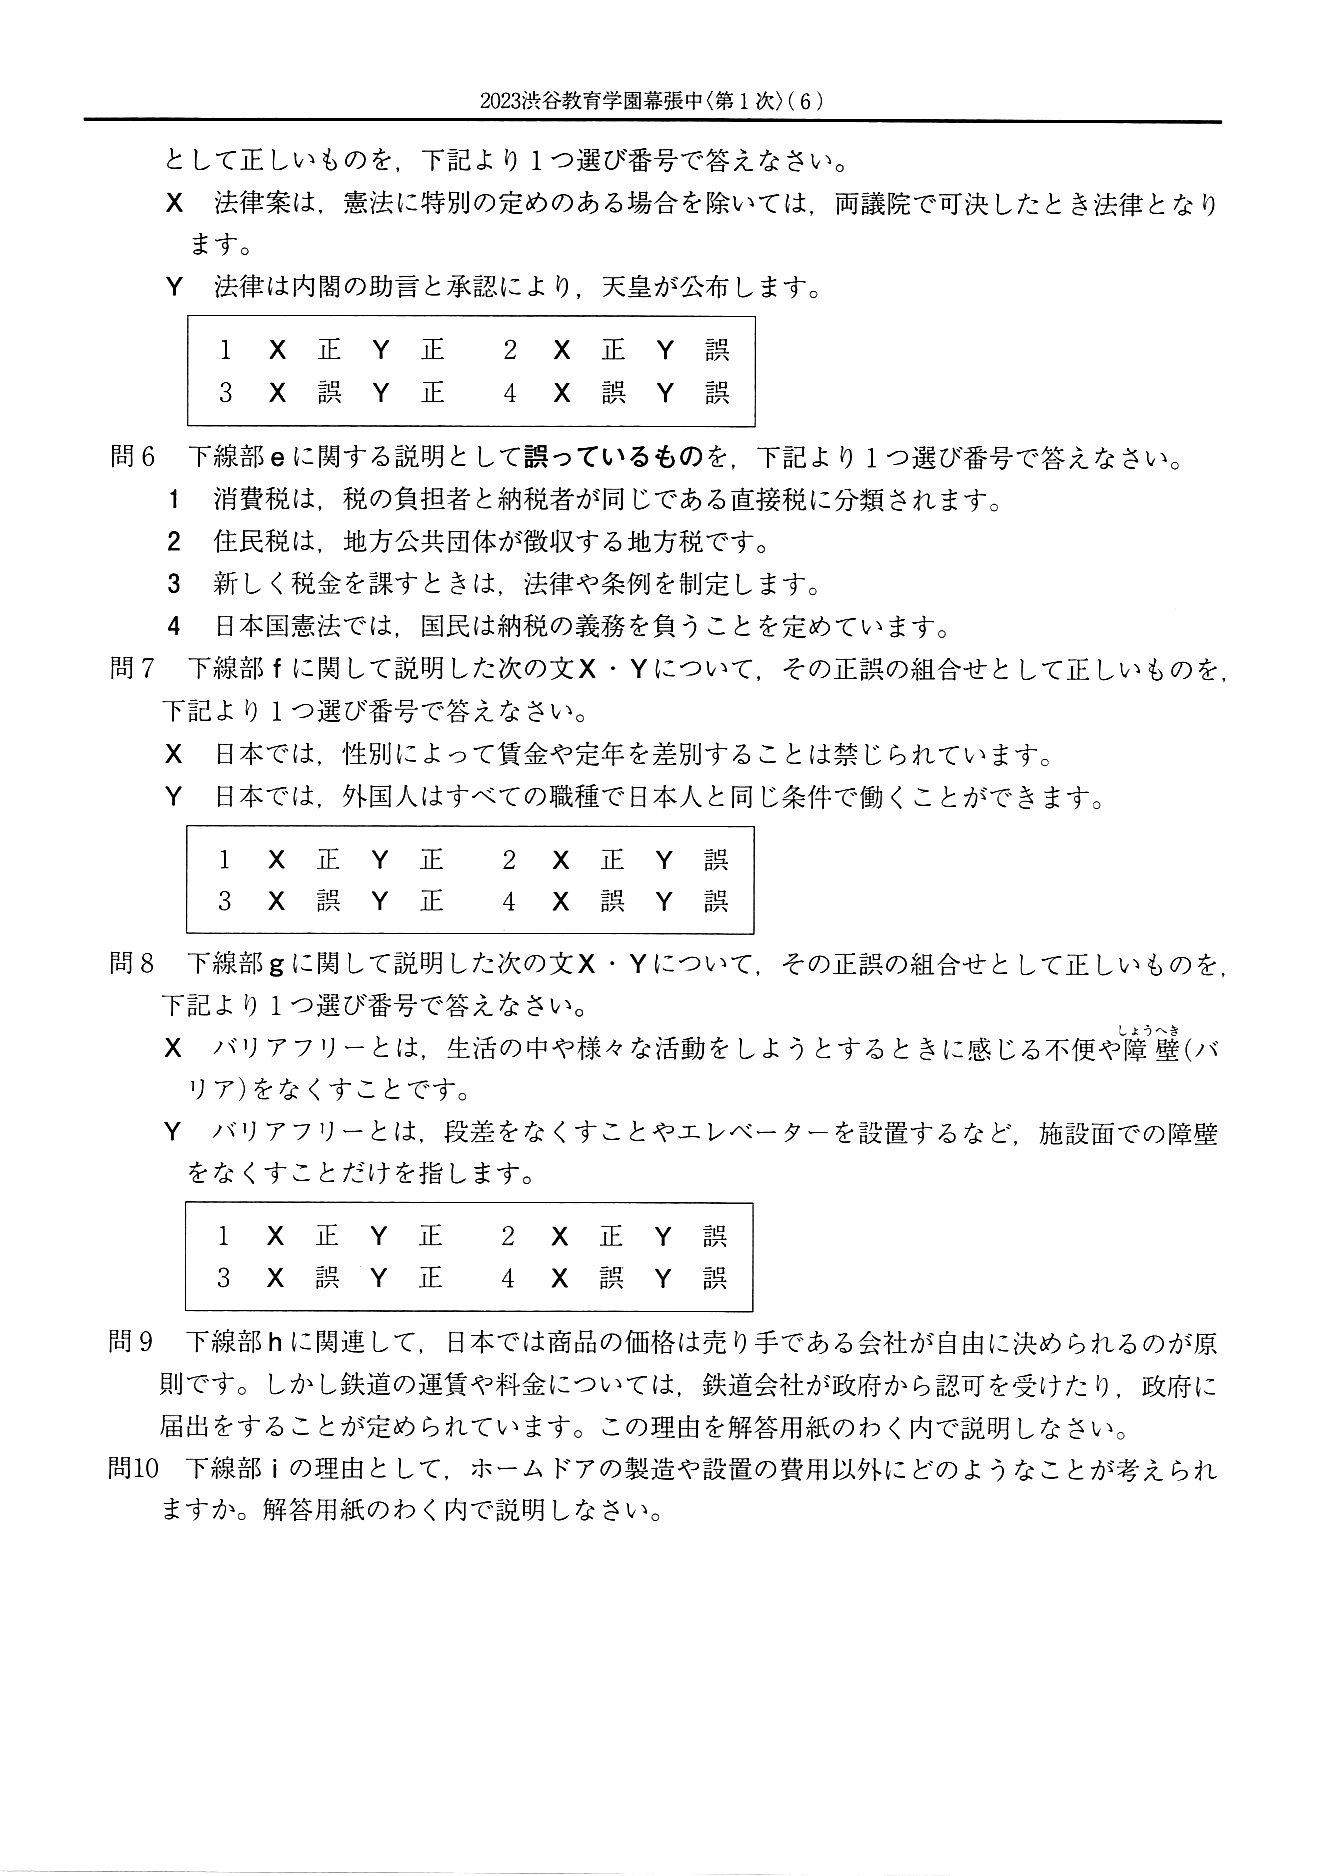 2023渋谷教育学園幕張中〈第1次〉(6)
として正しいものを，下記より1つ選び番号で答えなさい。
X 法律案は，憲法に特別の定めのある場合を除いては，両議院で可決したとき法律となり
ます。
Y 法律は内閣の助言と承認により，天皇が公布します。
1 X 正 Y 正 2 X 正 Y 誤
3 X 誤 Y 正 4 X 誤 Y 誤
問6 下線部eに関する説明として誤っているものを，下記より1つ選び番号で答えなさい。
1 消費税は，税の負担者と納税者が同じである直接税に分類されます。
2 住民税は，地方公共団体が徴収する地方税です。
3 新しく税金を課すときは，法律や条例を制定します。
4 日本国憲法では，国民は納税の義務を負うことを定めています。
問7 下線部fに関して説明した次の文X・Yについて，その正誤の組合せとして正しいものを，
下記より1つ選び番号で答えなさい。
X 日本では，性別によって賃金や定年を差別することは禁じられています。
Y 日本では，外国人はすべての職種で日本人と同じ条件で働くことができます。
1 X 正 Y 正 2 X 正 Y 誤
3 X 誤 Y 正 4 X 誤 Y 誤
問8 下線部gに関して説明した次の文X・Yについて，その正誤の組合せとして正しいものを，
下記より1つ選び番号で答えなさい。
しょうへき
X バリアフリーとは，生活の中や様々な活動をしようとするときに感じる不便や障壁(バ
リア)をなくすことです。
Y バリアフリーとは，段差をなくすことやエレベーターを設置するなど，施設面での障壁
をなくすことだけを指します。
1 X 正 Y 正 2 X 正 Y 誤
3 X 誤 Y 正 4 X 誤 Y 誤
問9 下線部hに関連して，日本では商品の価格は売り手である会社が自由に決められるのが原
則です。しかし鉄道の運賃や料金については，鉄道会社が政府から認可を受けたり，政府に
届出をすることが定められています。この理由を解答用紙のわく内で説明しなさい。
問10 下線部iの理由として，ホームドアの製造や設置の費用以外にどのようなことが考えられ
ますか。解答用紙のわく内で説明しなさい。